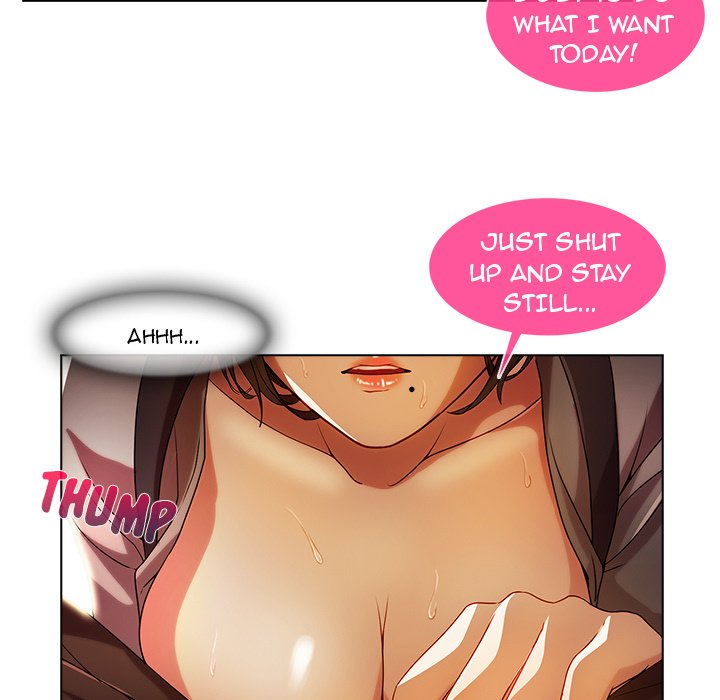 WHAT I WANT
TODAY!
JUST SHUT
UP AND STAY
STILL...
AHHH...
THUMP